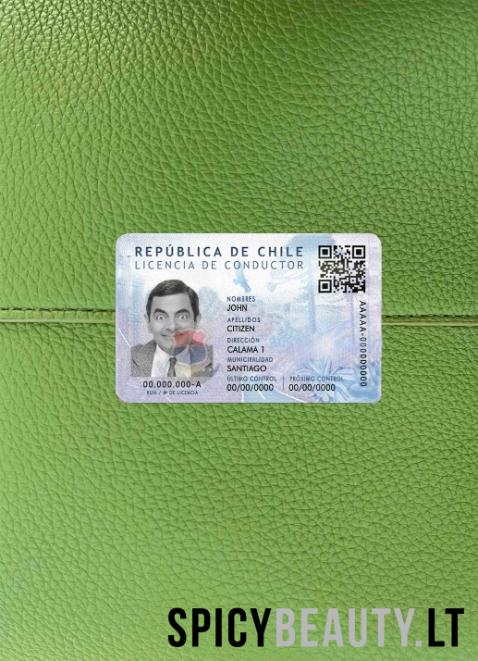 REPÚBLICA DE CHILE
LICENCIA DE CONDUCTOR
NOMBRES
JOHN
APELLIDOS
CITIZEN
DIRECCIÓN
CALAMA 1
MUNICIPALIDAD
SANTIAGO
ÚLTIMO CONTROL PRÓXIMO CONTROL
00/00/0000 00/00/0000
00.000.000-A
RUN / Nº DE LICENCIA
AAAAA-000000000
SPICYBEAUTY.LT